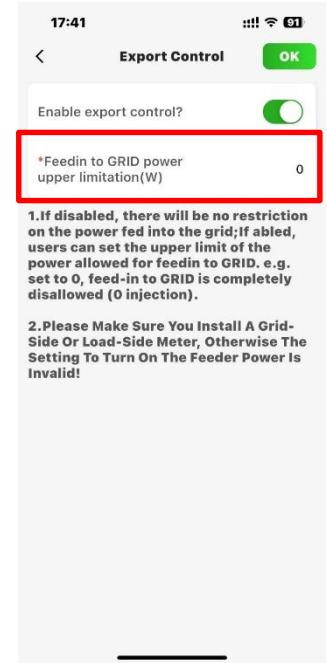 17:41
91
Export Control
OK
Enable export control?
*Feedin to GRID power
upper limitation(W)
0
1.If disabled, there will be no restriction
on the power fed into the grid;If abled,
users can set the upper limit of the
power allowed for feedin to GRID. e.g.
set to 0, feed-in to GRID is completely
disallowed (0 injection).
2.Please Make Sure You Install A Grid-
Side Or Load-Side Meter, Otherwise The
Setting To Turn On The Feeder Power Is
Invalid!